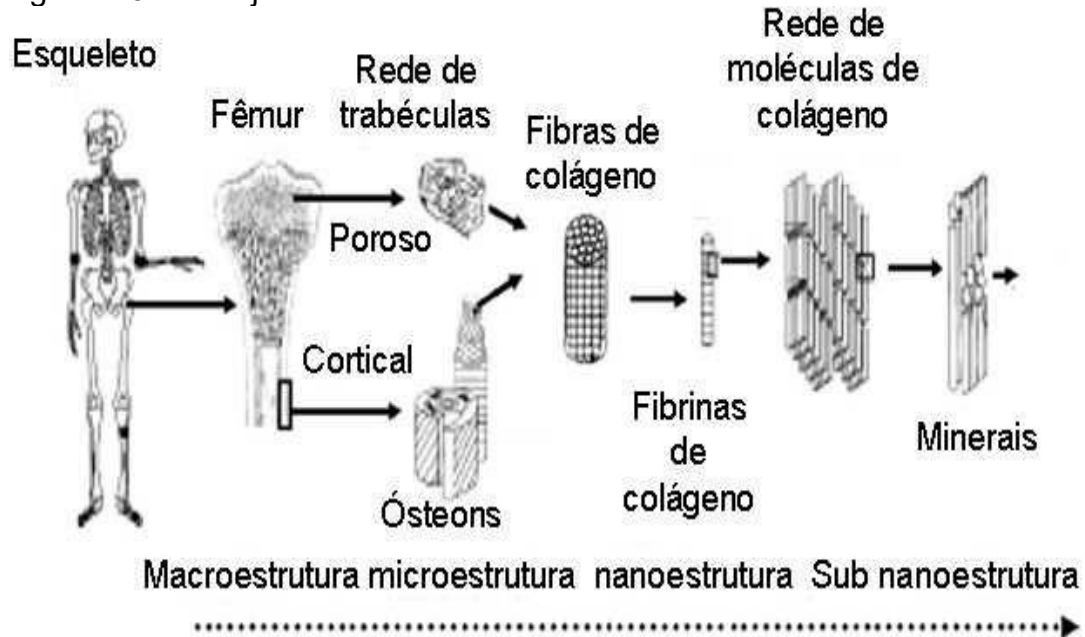 Esqueleto
Fêmur
Rede de
trabéculas
Fibras de
colágeno
Rede de
moléculas de
colágeno
Poroso
Cortical
Ósteons
Fibrinas
de
colágeno
Minerais
Macroestrutura microestrutura nanoestrutura Sub nanoestrutura